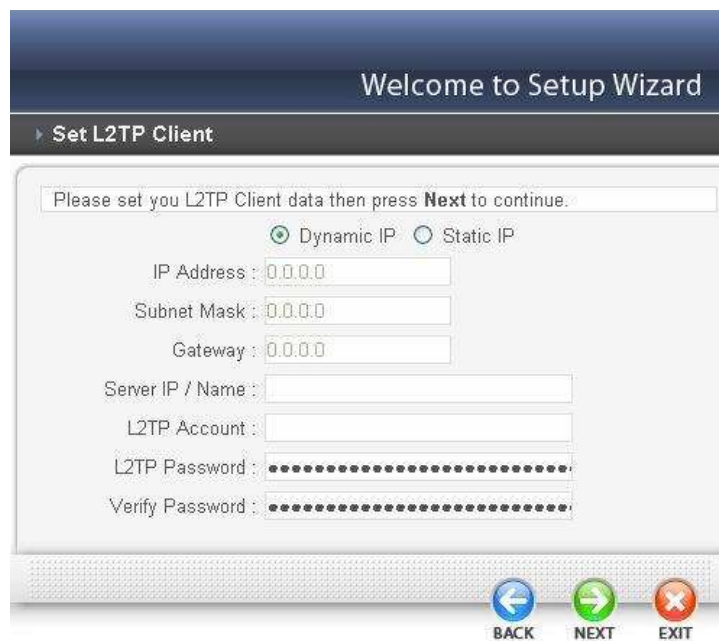 Welcome to Setup Wizard
Set L2TP Client
Please set you L2TP Client data then press Next to continue.
Dynamic IP Static IP
IP Address : 0.0.0.0
Subnet Mask : 0.0.0.0
Gateway : 0.0.0.0
Server IP / Name :
L2TP Account :
L2TP Password : ●●●●●●●●●●●●●●●●●●●●●●●●●●●
Verify Password : ●●●●●●●●●●●●●●●●●●●●●●●●●●●
BACK NEXT EXIT